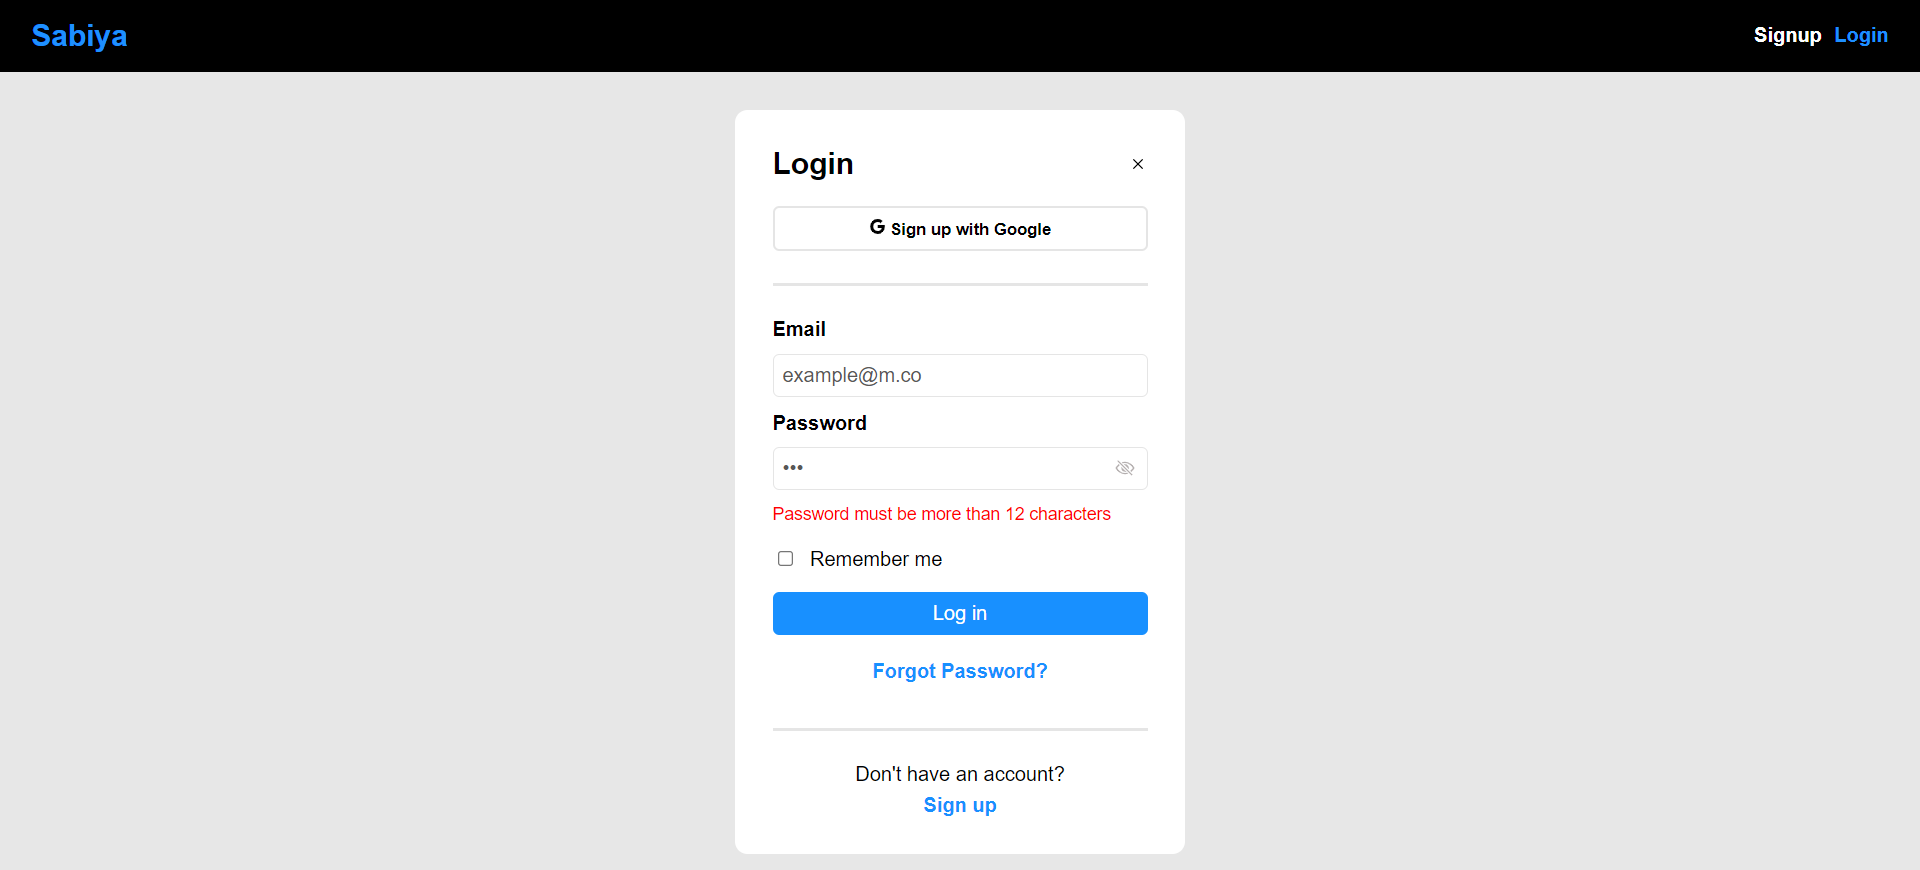 Sabiya
Signup Login
Login
Sign up with Google
Email
example@m.co
Password
•••
Password must be more than 12 characters
Remember me
Log in
Forgot Password?
Don't have an account?
Sign up